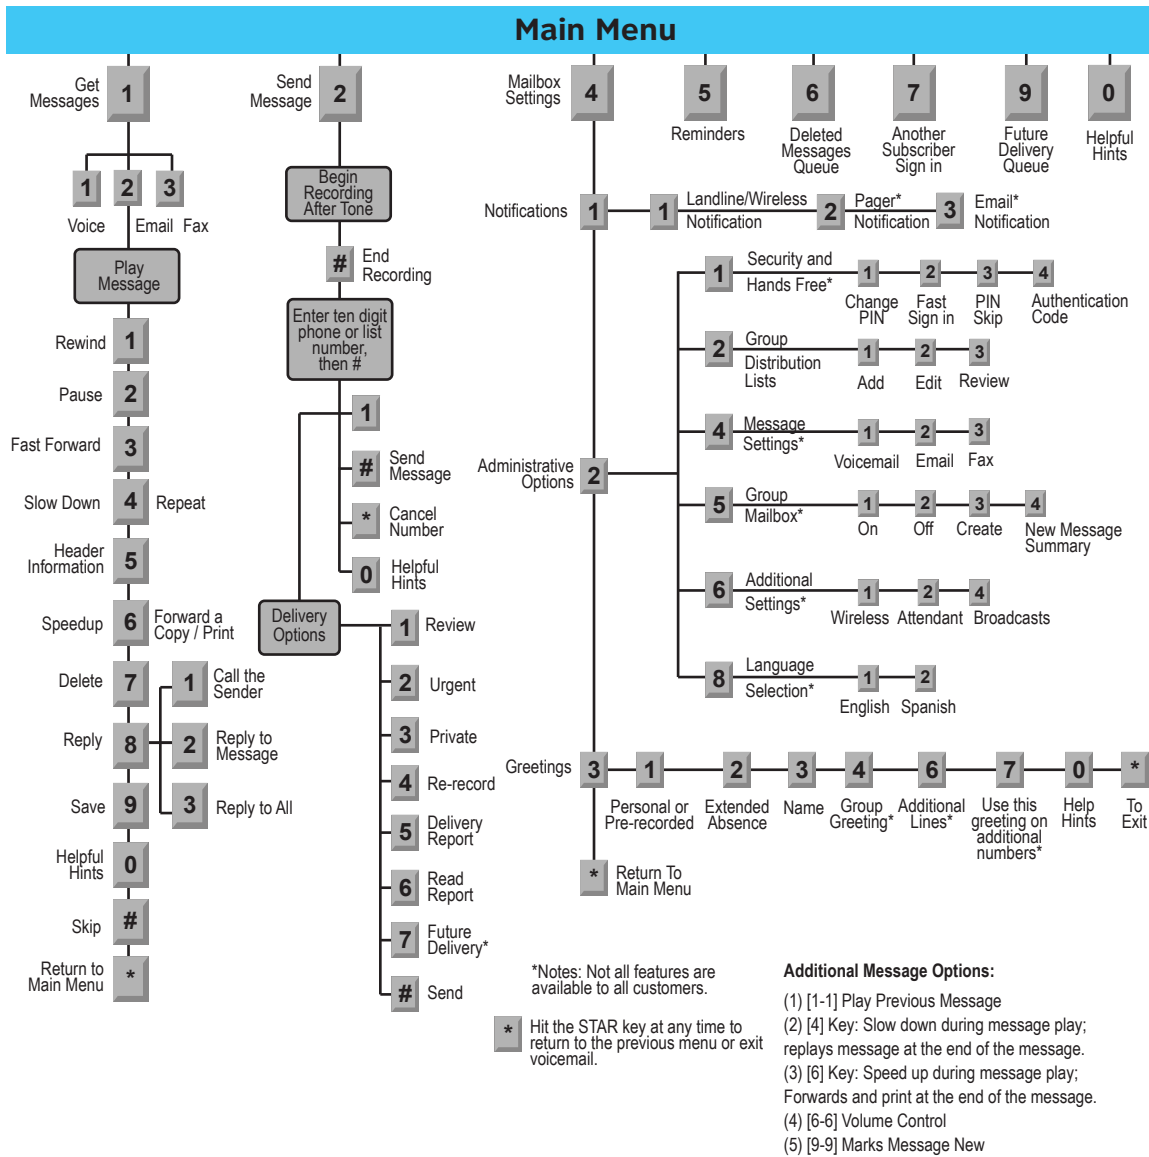 Main Menu
Get
Messages
1
1
2
3
Voice
Email
Fax
Play
Message
Rewind
1
Pause
2
Fast Forward
3
Slow Down
4
Repeat
Header
Information
5
Speedup
6
Forward a
Copy / Print
Delete
7
Reply
8
1
Call the
Sender
2
Reply to
Message
3
Reply to All
Save
9
Helpful
Hints
0
Skip
#
Return to
Main Menu
*
Send
Message
2
Begin
Recording
After Tone
#
End
Recording
Enter ten digit
phone or list
number,
then #
1
#
Send
Message
*
Cancel
Number
0
Helpful
Hints
Delivery
Options
1
Review
2
Urgent
3
Private
4
Re-record
5
Delivery
Report
6
Read
Report
7
Future
Delivery*
#
Send
Mailbox
Settings
4
5
Reminders
6
Deleted
Messages
Queue
7
Another
Subscriber
Sign in
9
Future
Delivery
Queue
0
Helpful
Hints
Notifications
1
1
Landline/Wireless
Notification
2
Pager*
Notification
3
Email*
Notification
Administrative
Options
2
1
Security and
Hands Free*
1
Change
PIN
2
Fast
Sign in
3
PIN
Skip
4
Authentication
Code
2
Group
Distribution
Lists
1
Add
2
Edit
3
Review
4
Message
Settings*
1
Voicemail
2
Email
3
Fax
5
Group
Mailbox*
1
On
2
Off
3
Create
4
New Message
Summary
6
Additional
Settings*
1
Wireless
2
Attendant
4
Broadcasts
8
Language
Selection*
1
English
2
Spanish
Greetings
3
1
Personal or
Pre-recorded
2
Extended
Absence
3
Name
4
Group
Greeting*
6
Additional
Lines*
7
Use this
greeting on
additional
numbers*
0
Help
Hints
*
To
Exit
*
Return To
Main Menu
*Notes: Not all features are
available to all customers.
*
Hit the STAR key at any time to
return to the previous menu or exit
voicemail.
Additional Message Options:
(1) [1-1] Play Previous Message
(2) [4] Key: Slow down during message play;
replays message at the end of the message.
(3) [6] Key: Speed up during message play;
Forwards and print at the end of the message.
(4) [6-6] Volume Control
(5) [9-9] Marks Message New